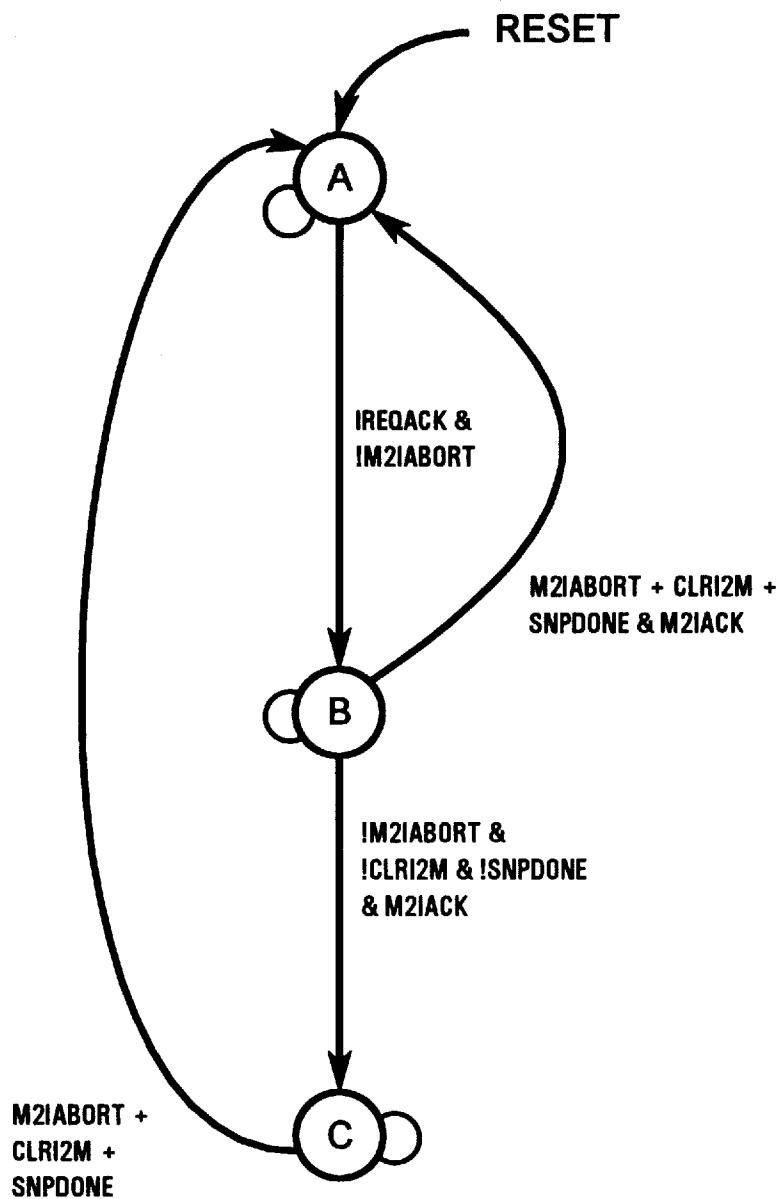 RESET
A
IREQACK &
!M2IABORT
M2IABORT + CLRI2M +
SNPDONE & M2IACK
B
!M2IABORT &
!CLRI2M & !SNPDONE
& M2IACK
C
M2IABORT +
CLRI2M +
SNPDONE